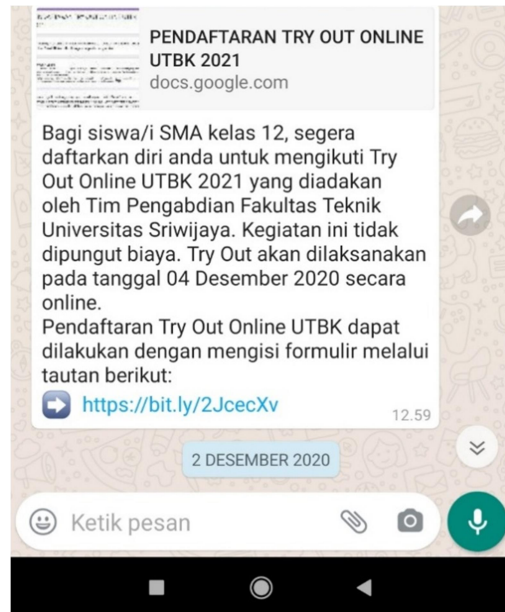 PENDAFTARAN TRY OUT ONLINE
UTBK 2021
docs.google.com
Bagi siswa/i SMA kelas 12, segera
daftarkan diri anda untuk mengikuti Try
Out Online UTBK 2021 yang diadakan
oleh Tim Pengabdian Fakultas Teknik
Universitas Sriwijaya. Kegiatan ini tidak
dipungut biaya. Try Out akan dilaksanakan
pada tanggal 04 Desember 2020 secara
online.
Pendaftaran Try Out Online UTBK dapat
dilakukan dengan mengisi formulir melalui
tautan berikut:
➡ https://bit.ly/2JcecXv
12.59
2 DESEMBER 2020
Ketik pesan